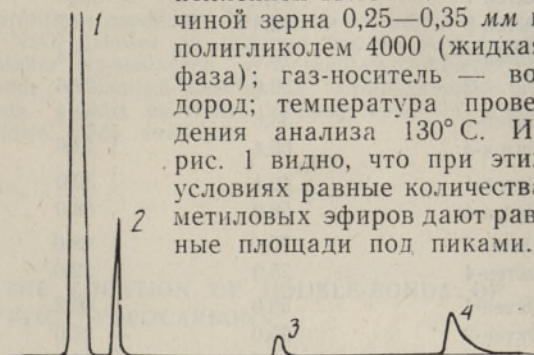 чиной зерна 0,25—0,35 мм
полигликолем 4000 (жидкая
фаза); газ-носитель — во
дород; температура прове
дения анализа 130° С. И
рис. 1 видно, что при этих
условиях равные количества
метиловых эфиров дают рав
ные площади под пиками.
1
2
3
4